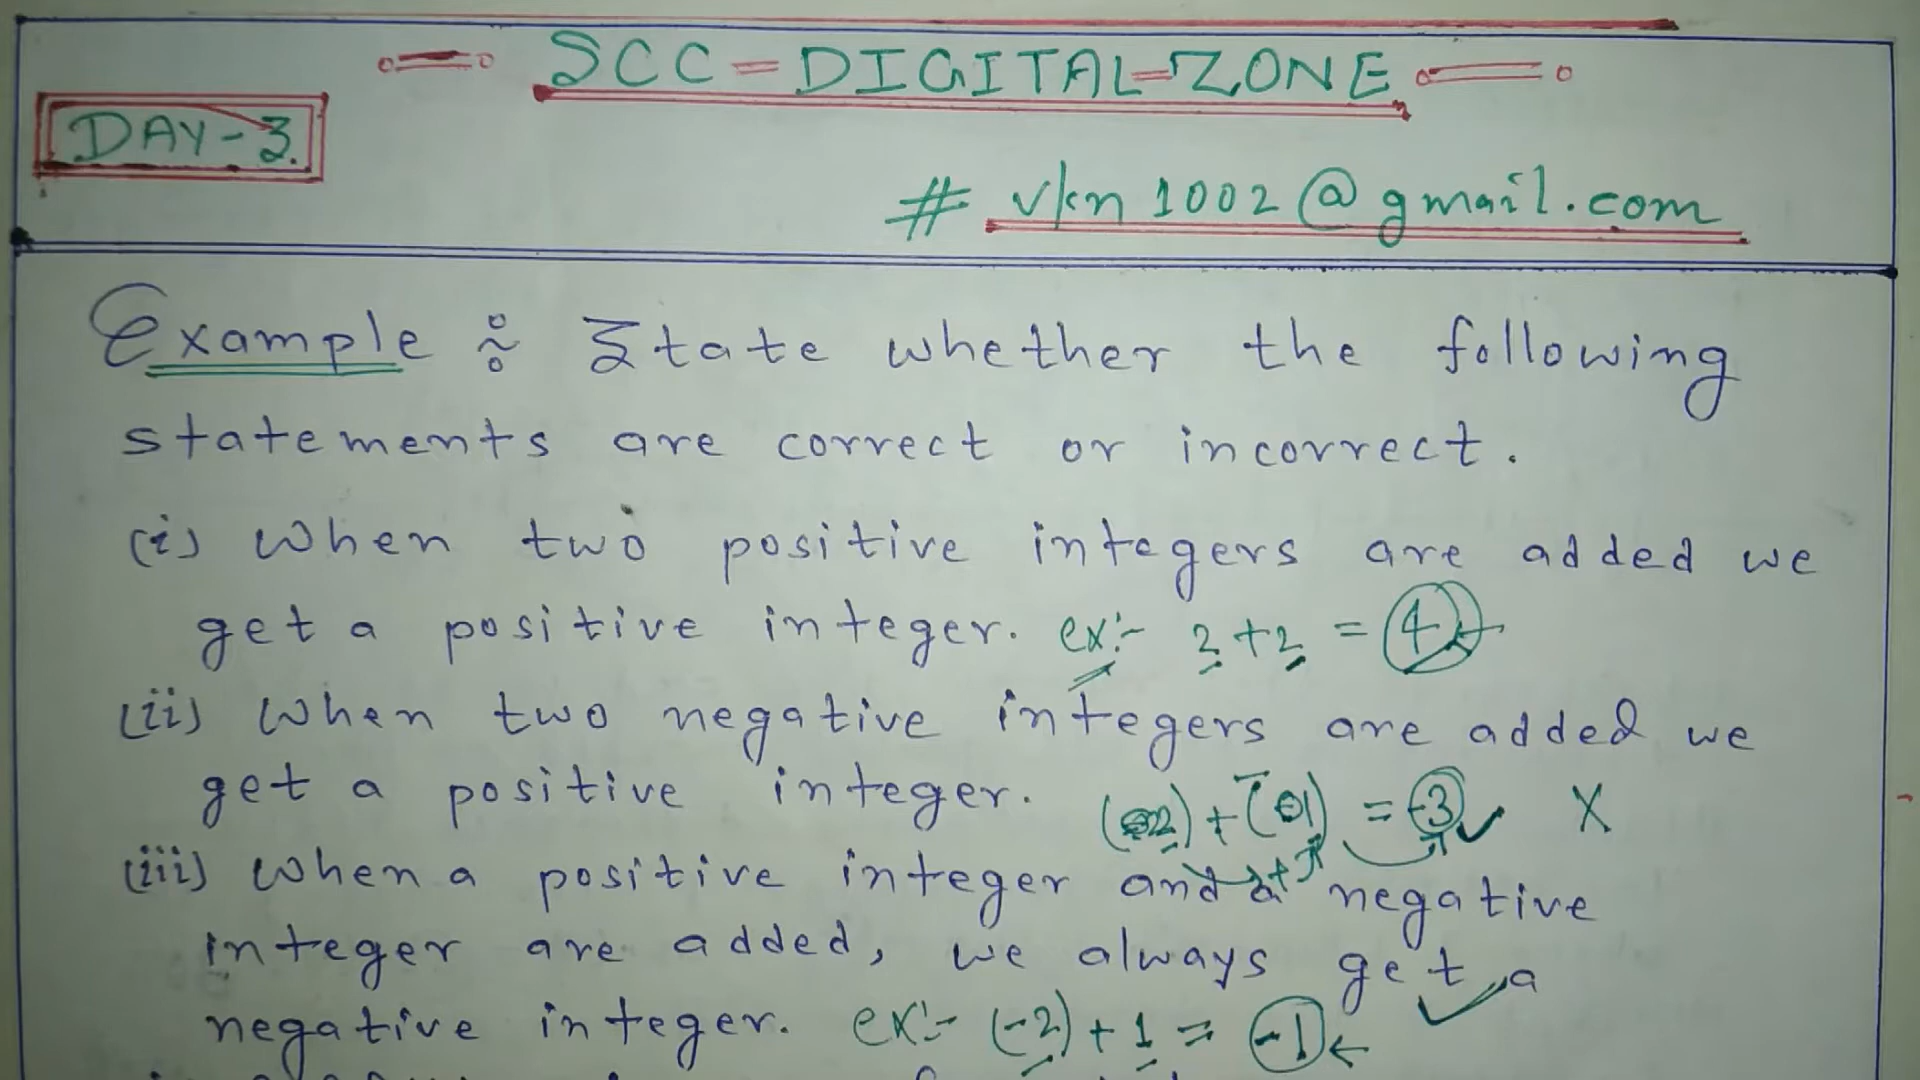 SCC-DIGITAL-ZONE
DAY-3.
# vkn1002@gmail.com
Example : State whether the following
statements are correct or incorrect.
(i) When two positive integers are added we
get a positive integer. ex:- 2 + 2 = 4 +
(ii) When two negative integers are added we
get a positive integer. (-2) + (-1) = -3 ✓ X
(iii) When a positive integer and a negative
integer are added, we always get a
negative integer. ex:- (-2) + 1 = -1 ←